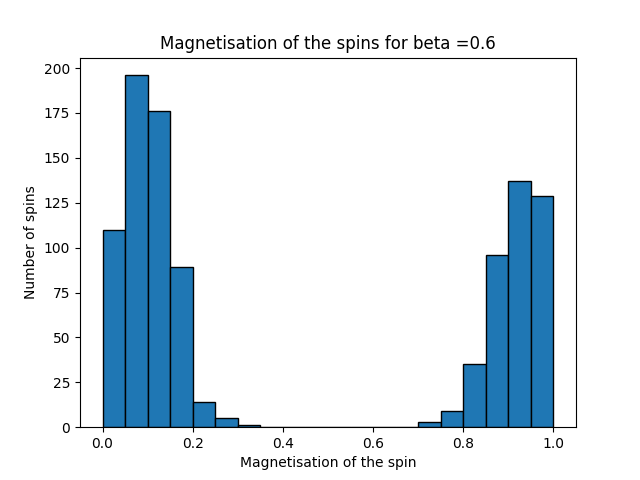 Magnetisation of the spins for beta =0.6
200
175
150
125
100
75
50
25
0
Number of spins
0.0 0.2 0.4 0.6 0.8 1.0
Magnetisation of the spin